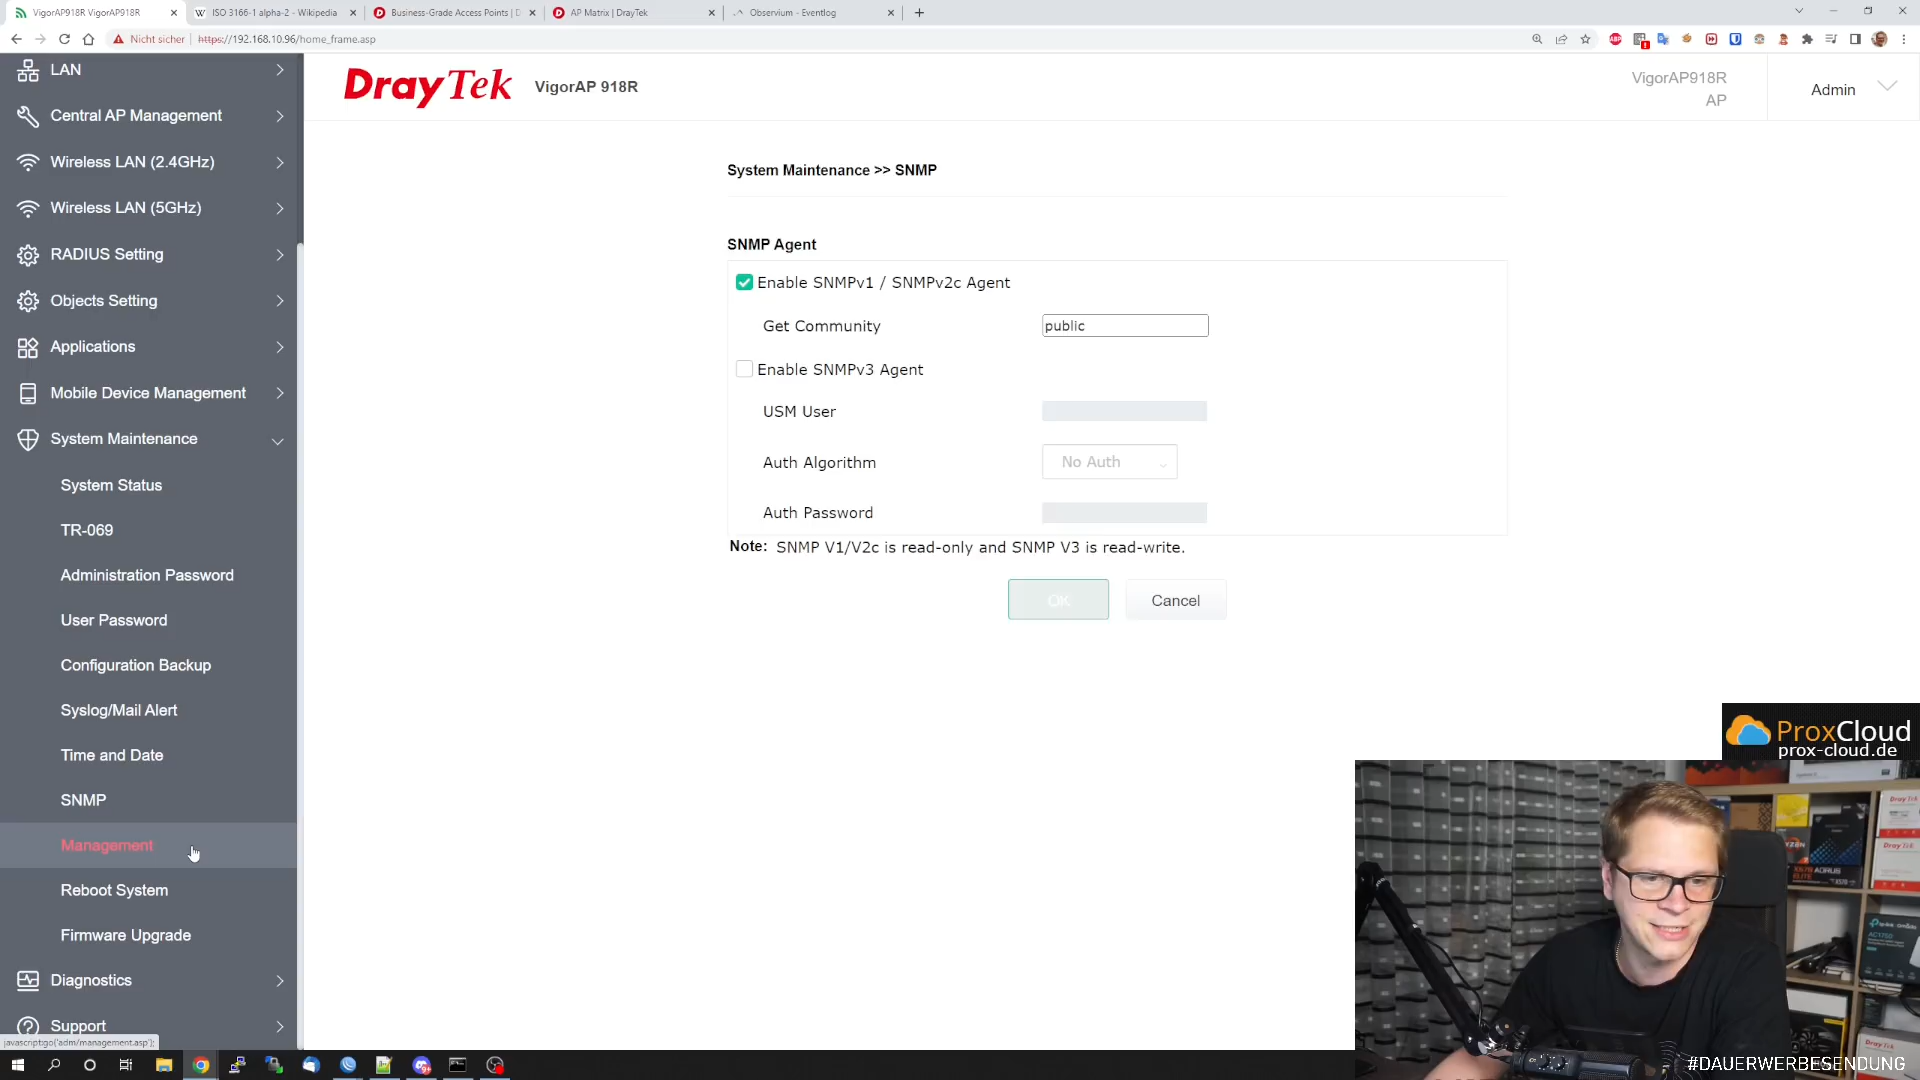 VigorAP918R VigorAP918R
ISO 3166-1 alpha-2 - Wikipedia
Business-Grade Access Points | D
AP Matrix | DrayTek
Observium - Eventlog
Nicht sicher
https://192.168.10.96/home_frame.asp
LAN
Central AP Management
Wireless LAN (2.4GHz)
Wireless LAN (5GHz)
RADIUS Setting
Objects Setting
Applications
Mobile Device Management
System Maintenance
System Status
TR-069
Administration Password
User Password
Configuration Backup
Syslog/Mail Alert
Time and Date
SNMP
Management
Reboot System
Firmware Upgrade
Diagnostics
Support
javascript:go('adm/management.asp');
DrayTek
VigorAP 918R
VigorAP918R
AP
Admin
System Maintenance >> SNMP
SNMP Agent
Enable SNMPv1 / SNMPv2c Agent
Get Community
public
Enable SNMPv3 Agent
USM User
Auth Algorithm
No Auth
Auth Password
Note: SNMP V1/V2c is read-only and SNMP V3 is read-write.
OK
Cancel
ProxCloud
prox-cloud.de
#DAUERWERBESENDUNG